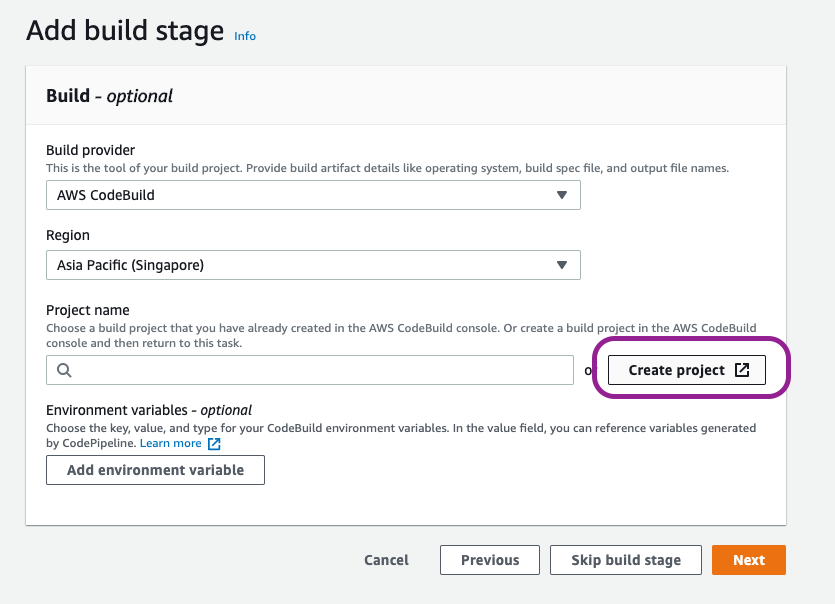 Add build stage Info
Build - optional
Build provider
This is the tool of your build project. Provide build artifact details like operating system, build spec file, and output file names.
AWS CodeBuild
Region
Asia Pacific (Singapore)
Project name
Choose a build project that you have already created in the AWS CodeBuild console. Or create a build project in the AWS CodeBuild
console and then return to this task.
or Create project
Environment variables - optional
Choose the key, value, and type for your CodeBuild environment variables. In the value field, you can reference variables generated
by CodePipeline. Learn more
Add environment variable
Cancel Previous Skip build stage Next